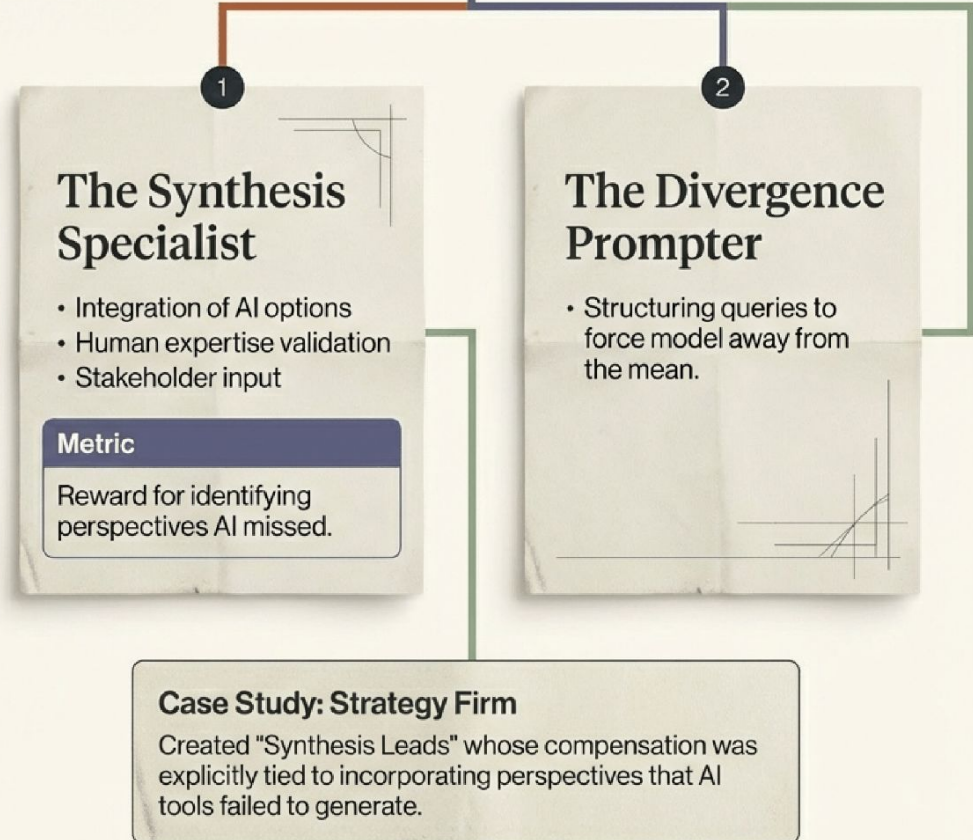 1
The Synthesis
Specialist
• Integration of AI options
• Human expertise validation
• Stakeholder input
Metric
Reward for identifying
perspectives AI missed.
2
The Divergence
Prompter
• Structuring queries to
force model away from
the mean.
Case Study: Strategy Firm
Created "Synthesis Leads" whose compensation was
explicitly tied to incorporating perspectives that AI
tools failed to generate.